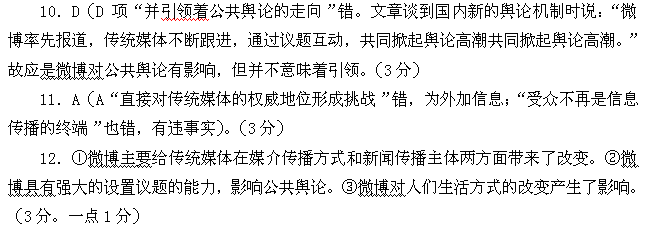 10. D（D 项“并引领着公共舆论的走向”错。文章谈到国内新的舆论机制时说：“微
博率先报道，传统媒体不断跟进，通过议题互动，共同掀起舆论高潮共同掀起舆论高潮。”
故应是微博对公共舆论有影响，但并不意味着引领。（3分）
11. A（A“直接对传统媒体的权威地位形成挑战”错，为外加信息；“受众不再是信息
传播的终端”也错，有违事实）。（3分）
12. ①微博主要给传统媒体在媒介传播方式和新闻传播主体两方面带来了改变。②微
博具有强大的设置议题的能力，影响公共舆论。③微博对人们生活方式的改变产生了影响。
（3分。一点1分）